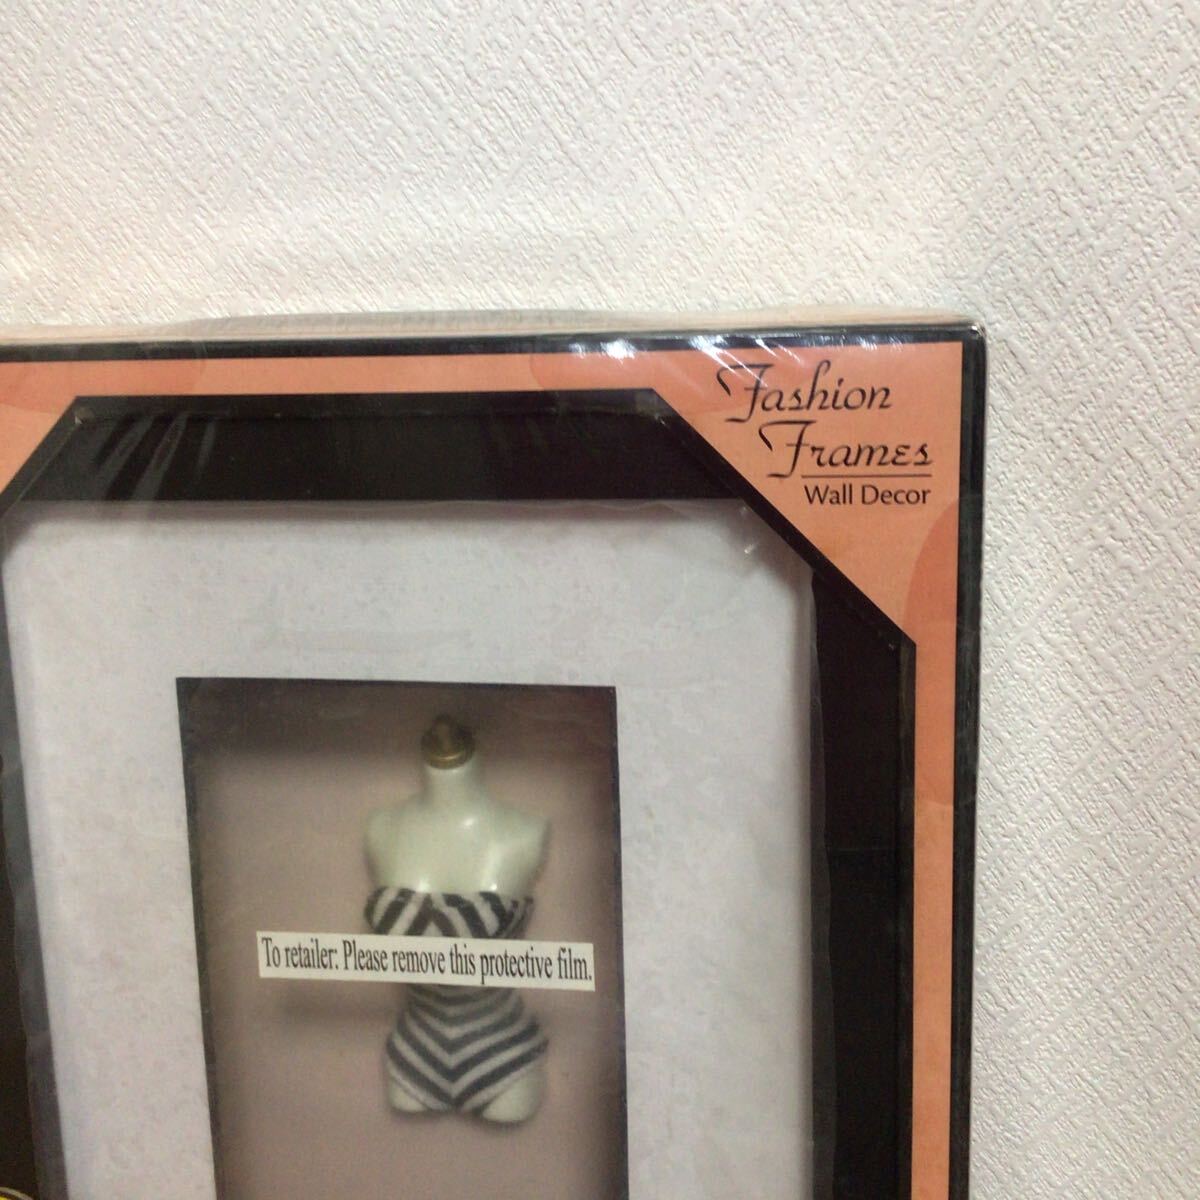 Fashion
Frames
Wall Decor
To retailer: Please remove this protective film.